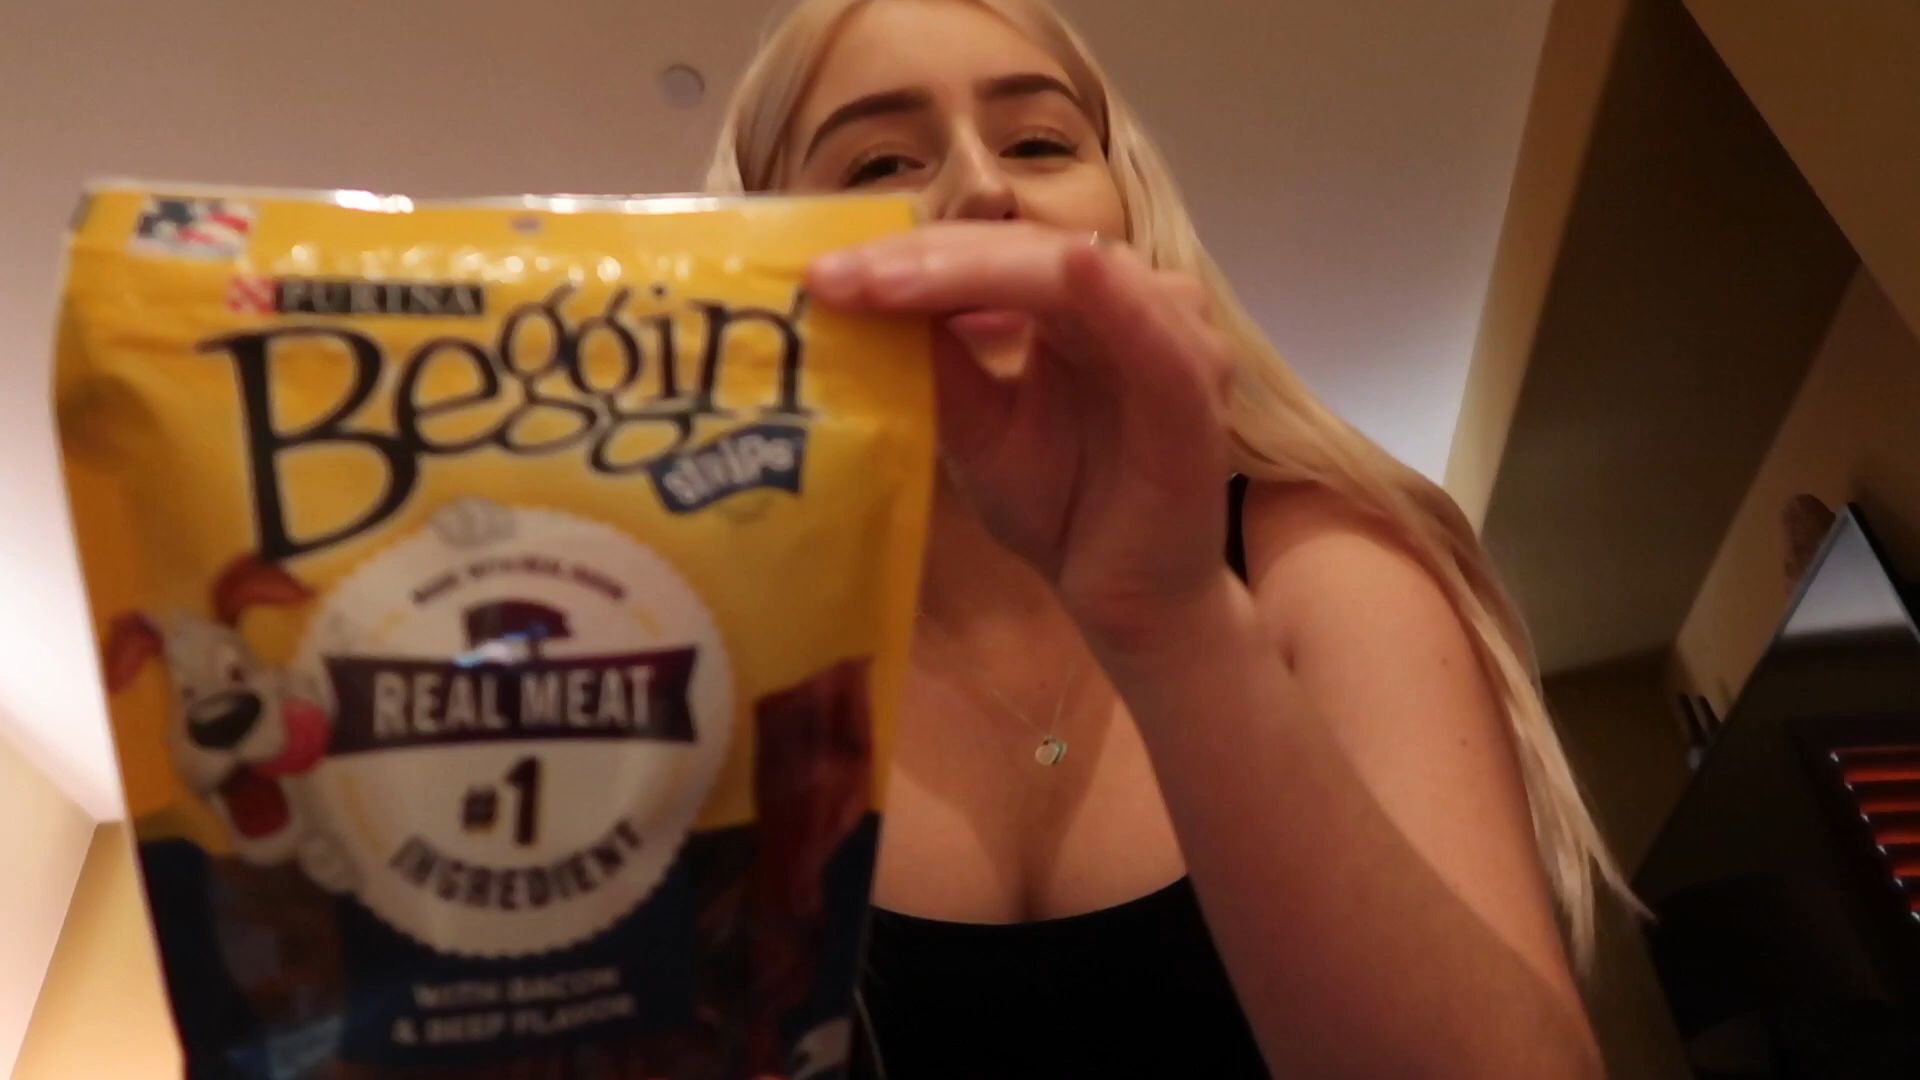 PURINA
Beggin'
strips
REAL MEAT
#1
INGREDIENT
WITH BACON
& BEEF FLAVOR